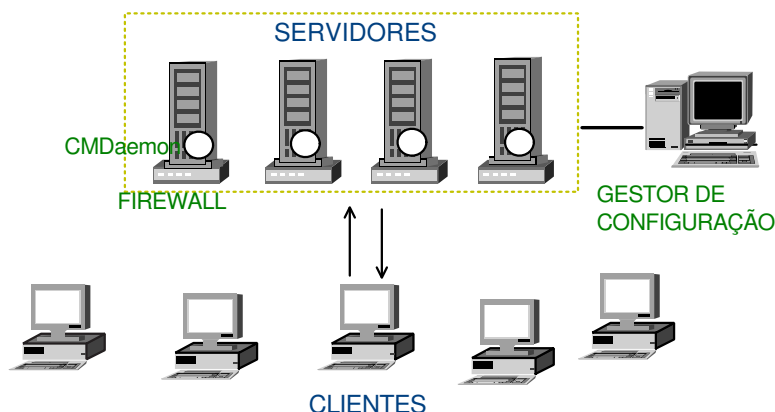 SERVIDORES
CMDaemon
FIREWALL
GESTOR DE
CONFIGURAÇÃO
CLIENTES